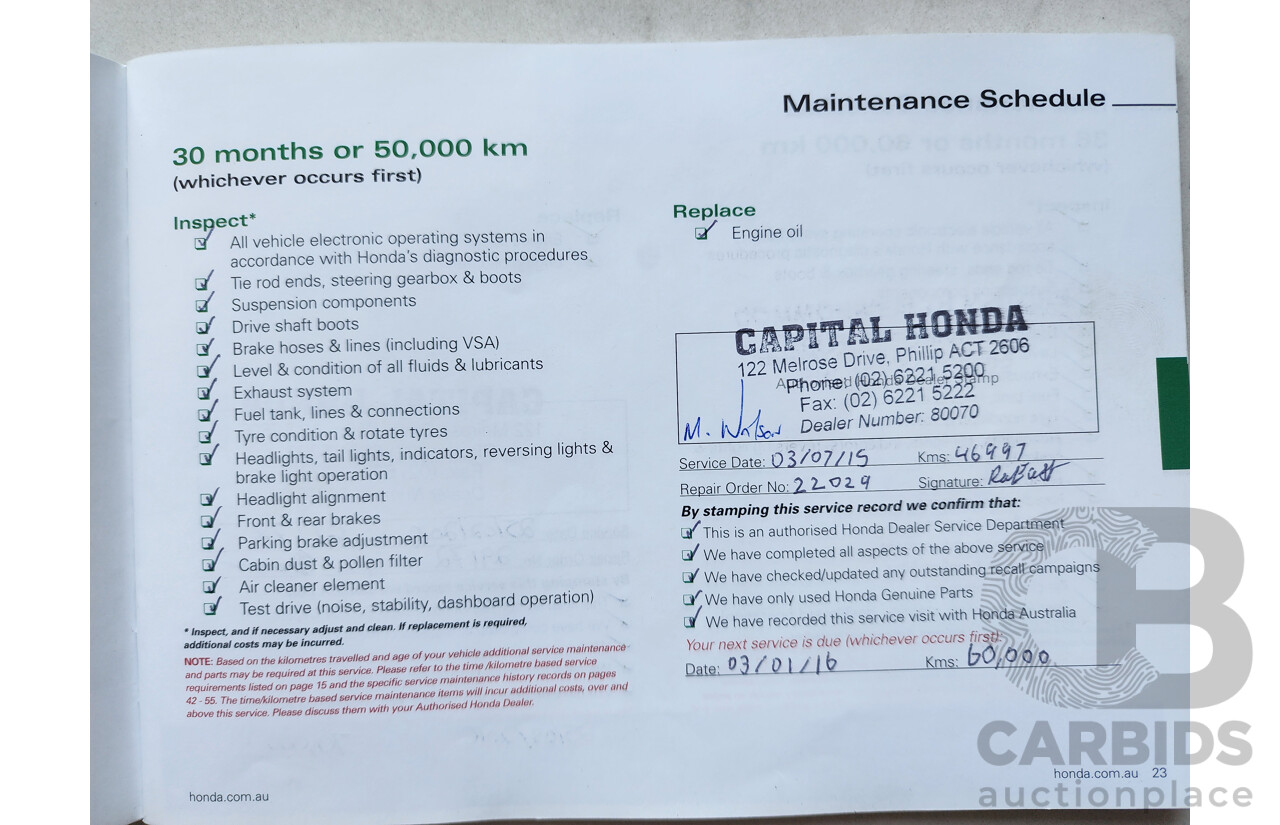 Maintenance Schedule
30 months or 50,000 km
(whichever occurs first)
Inspect*
All vehicle electronic operating systems in
accordance with Honda's diagnostic procedures
Tie rod ends, steering gearbox & boots
Suspension components
Drive shaft boots
Brake hoses & lines (including VSA)
Level & condition of all fluids & lubricants
Exhaust system
Fuel tank, lines & connections
Tyre condition & rotate tyres
Headlights, tail lights, indicators, reversing lights &
brake light operation
Headlight alignment
Front & rear brakes
Parking brake adjustment
Cabin dust & pollen filter
Air cleaner element
Test drive (noise, stability, dashboard operation)
* Inspect, and if necessary adjust and clean. If replacement is required,
additional costs may be incurred.
NOTE: Based on the kilometres travelled and age of your vehicle additional service maintenance
and parts may be required at this service. Please refer to the time /kilometre based service
requirements listed on page 15 and the specific service maintenance history records on pages
42 - 55. The time/kilometre based service maintenance items will incur additional costs, over and
above this service. Please discuss them with your Authorised Honda Dealer.
honda.com.au
Replace
Engine oil
CAPITAL HONDA
122 Melrose Drive, Phillip ACT 2606
Authorised Honda Dealer Stamp
Phone: (02) 6221 5200
Fax: (02) 6221 5222
Dealer Number: 80070
M. Watson
Service Date: 03/07/15 Kms: 46997
Repair Order No: 22029 Signature:
By stamping this service record we confirm that:
This is an authorised Honda Dealer Service Department
We have completed all aspects of the above service
We have checked/updated any outstanding recall campaigns
We have only used Honda Genuine Parts
We have recorded this service visit with Honda Australia
Your next service is due (whichever occurs first):
Date: 03/01/16 Kms: 60,000
honda.com.au 23
CARBIDS
auctionplace